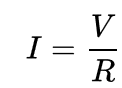 I = V/R